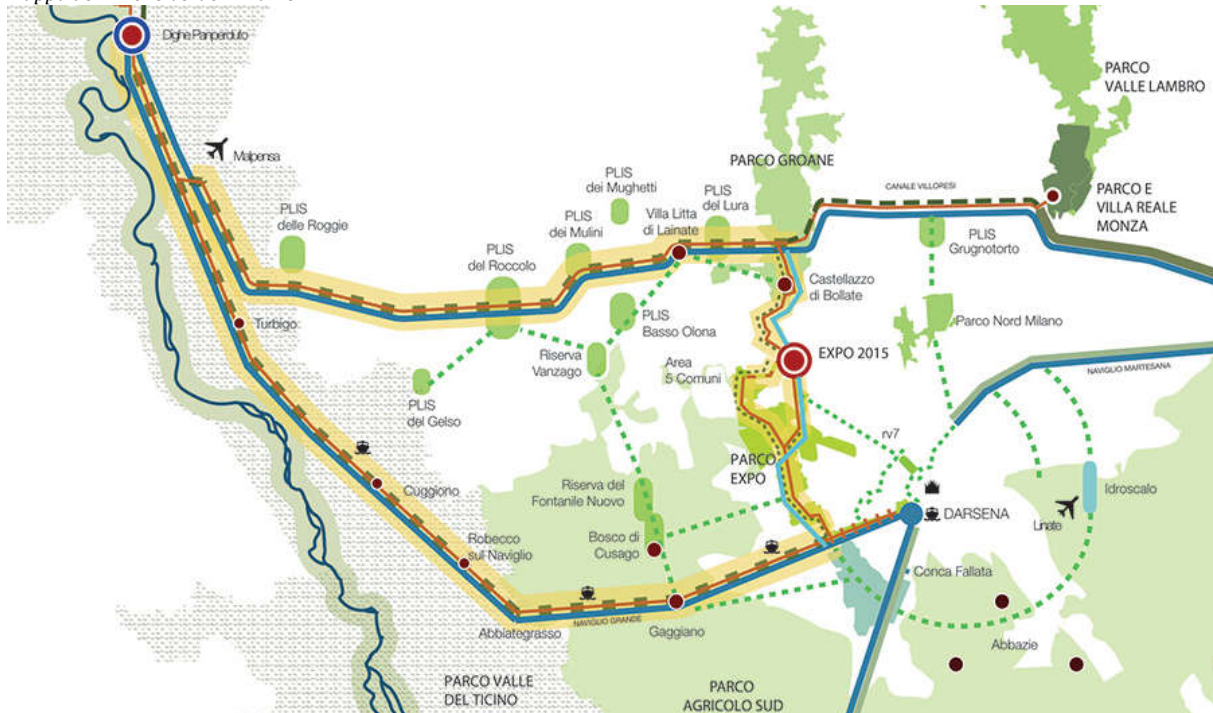 Dighe Panperduto
Malpensa
PLIS
delle Roggie
PLIS
del Roccolo
PLIS
dei Mughetti
PLIS
dei Mulini
Villa Litta
di Lainate
PLIS
del Lura
PARCO GROANE
CANALE VILLORESI
PARCO
VALLE LAMBRO
PARCO E
VILLA REALE
MONZA
PLIS
Grugnotorto
Castellazzo
di Bollate
Parco Nord Milano
Turbigo
PLIS
Basso Olona
EXPO 2015
Riserva
Vanzago
Area
5 Comuni
NAVIGLIO MARTESANA
PLIS
del Gelso
rv7
PARCO
EXPO
Cuggiono
Riserva del
Fontanile Nuovo
Idroscalo
DARSENA
Linate
Robecco
sul Naviglio
Bosco di
Cusago
Conca Fallata
NAVIGLIO GRANDE
Abbiategrasso
Gaggiano
Abbazie
PARCO VALLE
DEL TICINO
PARCO
AGRICOLO SUD